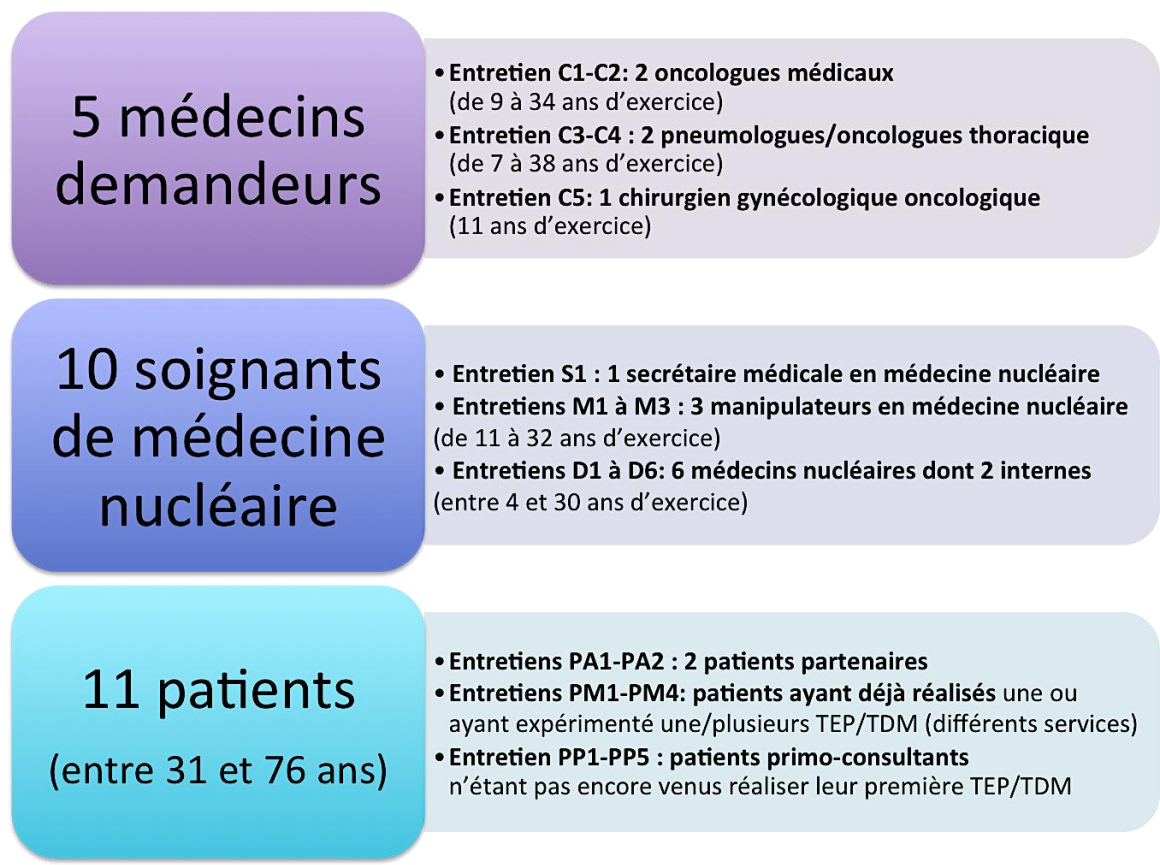 5 médecins
demandeurs
• Entretien C1-C2: 2 oncologues médicaux
(de 9 à 34 ans d’exercice)
• Entretien C3-C4 : 2 pneumologues/oncologues thoracique
(de 7 à 38 ans d’exercice)
• Entretien C5: 1 chirurgien gynécologique oncologique
(11 ans d’exercice)
10 soignants
de médecine
nucléaire
• Entretien S1 : 1 secrétaire médicale en médecine nucléaire
• Entretiens M1 à M3 : 3 manipulateurs en médecine nucléaire
(de 11 à 32 ans d’exercice)
• Entretiens D1 à D6: 6 médecins nucléaires dont 2 internes
(entre 4 et 30 ans d’exercice)
11 patients
(entre 31 et 76 ans)
• Entretiens PA1-PA2 : 2 patients partenaires
• Entretiens PM1-PM4: patients ayant déjà réalisés une ou
ayant expérimenté une/plusieurs TEP/TDM (différents services)
• Entretien PP1-PP5 : patients primo-consultants
n’étant pas encore venus réaliser leur première TEP/TDM